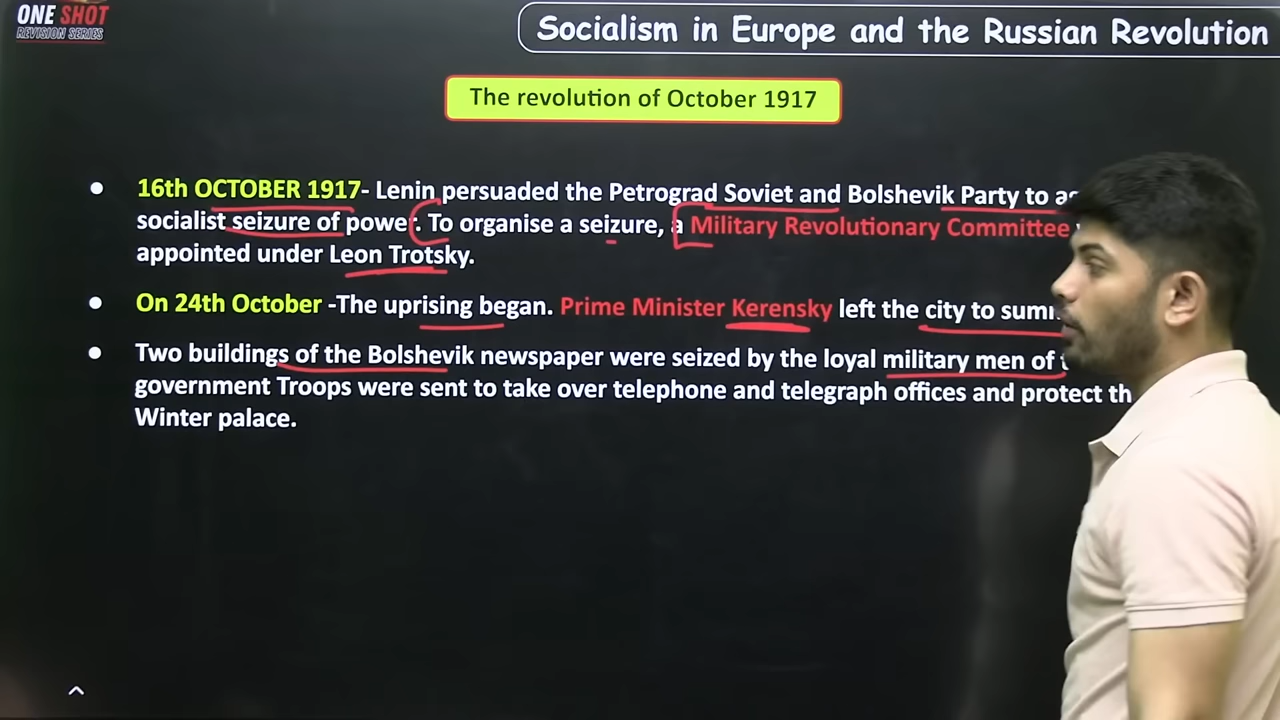 ONE SHOT
REVISION SERIES
Socialism in Europe and the Russian Revolution
The revolution of October 1917
• 16th OCTOBER 1917- Lenin persuaded the Petrograd Soviet and Bolshevik Party to
socialist seizure of power. To organise a seizure, a Military Revolutionary Committee
appointed under Leon Trotsky.
• On 24th October -The uprising began. Prime Minister Kerensky left the city to
• Two buildings of the Bolshevik newspaper were seized by the loyal military men of
government Troops were sent to take over telephone and telegraph offices and protect
Winter palace.